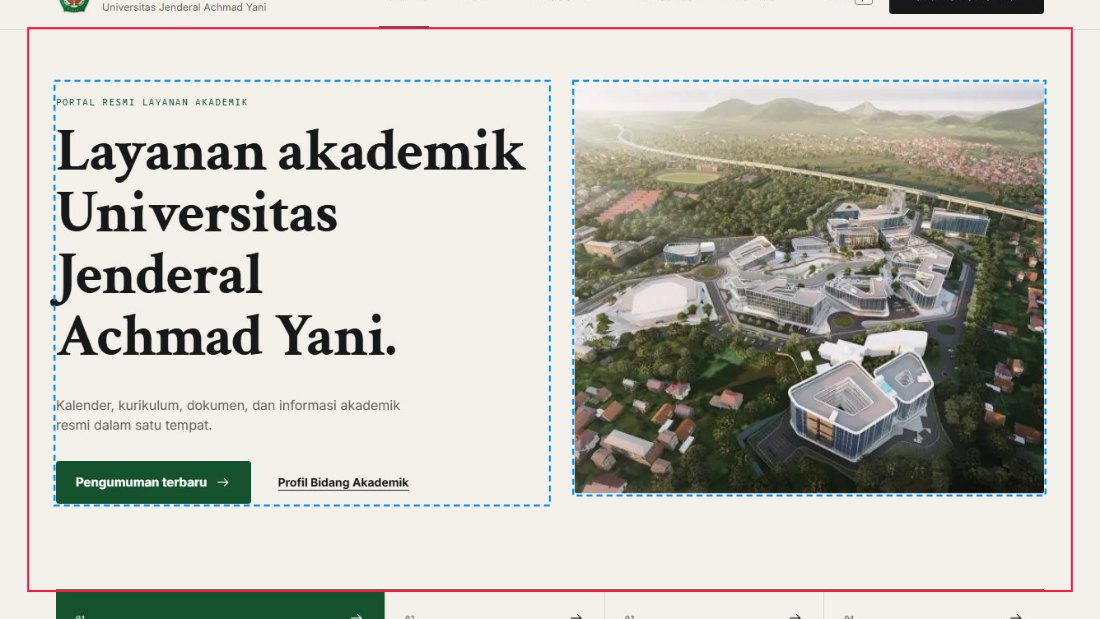 Universitas Jenderal Achmad Yani
PORTAL RESMI LAYANAN AKADEMIK
Layanan akademik
Universitas
Jenderal
Achmad Yani.
Kalender, kurikulum, dokumen, dan informasi akademik
resmi dalam satu tempat.
Pengumuman terbaru →
Profil Bidang Akademik